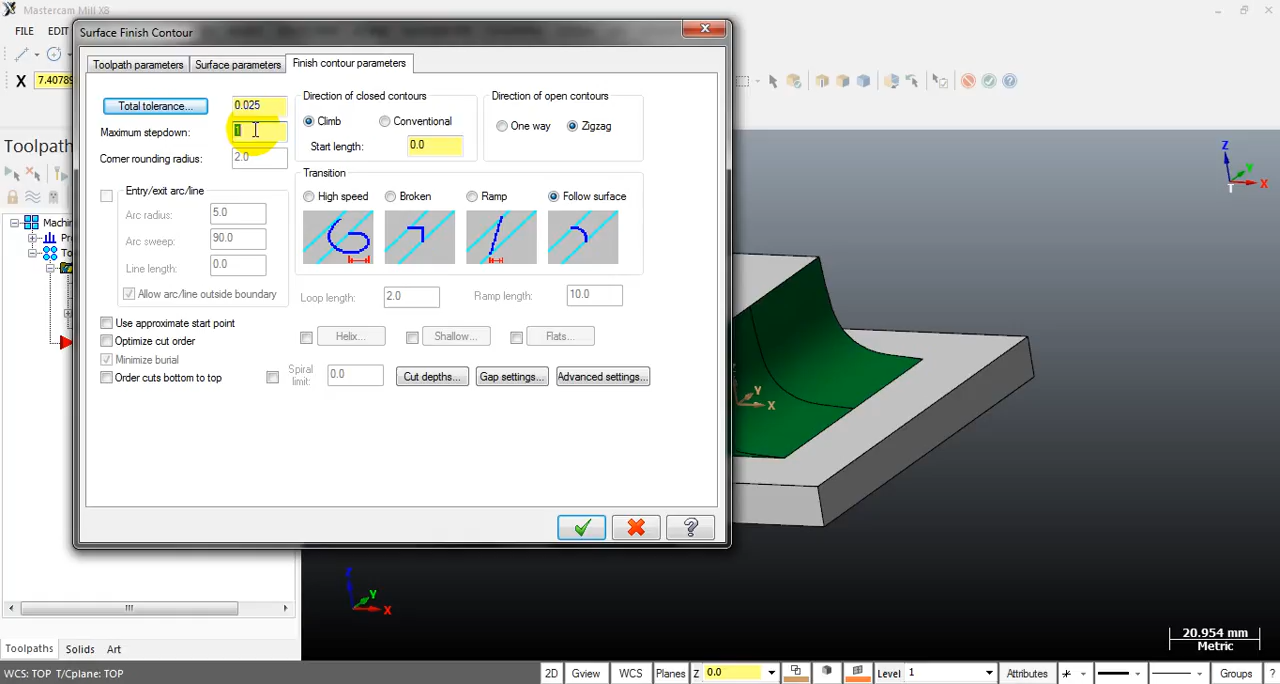 Mastercam Mill X8
FILE
EDIT
X
7.40789
Toolpath
Machin
Pr
To
Surface Finish Contour
Toolpath parameters
Surface parameters
Finish contour parameters
Total tolerance...
0.025
Maximum stepdown:
1
Corner rounding radius:
2.0
Direction of closed contours
Climb
Conventional
Start length:
0.0
Direction of open contours
One way
Zigzag
Entry/exit arc/line
Arc radius:
5.0
Arc sweep:
90.0
Line length:
0.0
Allow arc/line outside boundary
Transition
High speed
Broken
Ramp
Follow surface
Loop length:
2.0
Ramp length:
10.0
Use approximate start point
Optimize cut order
Minimize burial
Order cuts bottom to top
Helix...
Shallow...
Flats...
Spiral
limit:
0.0
Cut depths...
Gap settings...
Advanced settings...
Z
Y
X
T
Y
X
Z
Y
X
20.954 mm
Metric
Toolpaths
Solids
Art
WCS: TOP T/Cplane: TOP
2D
Gview
WCS
Planes
Z
0.0
Level
1
Attributes
Groups
?